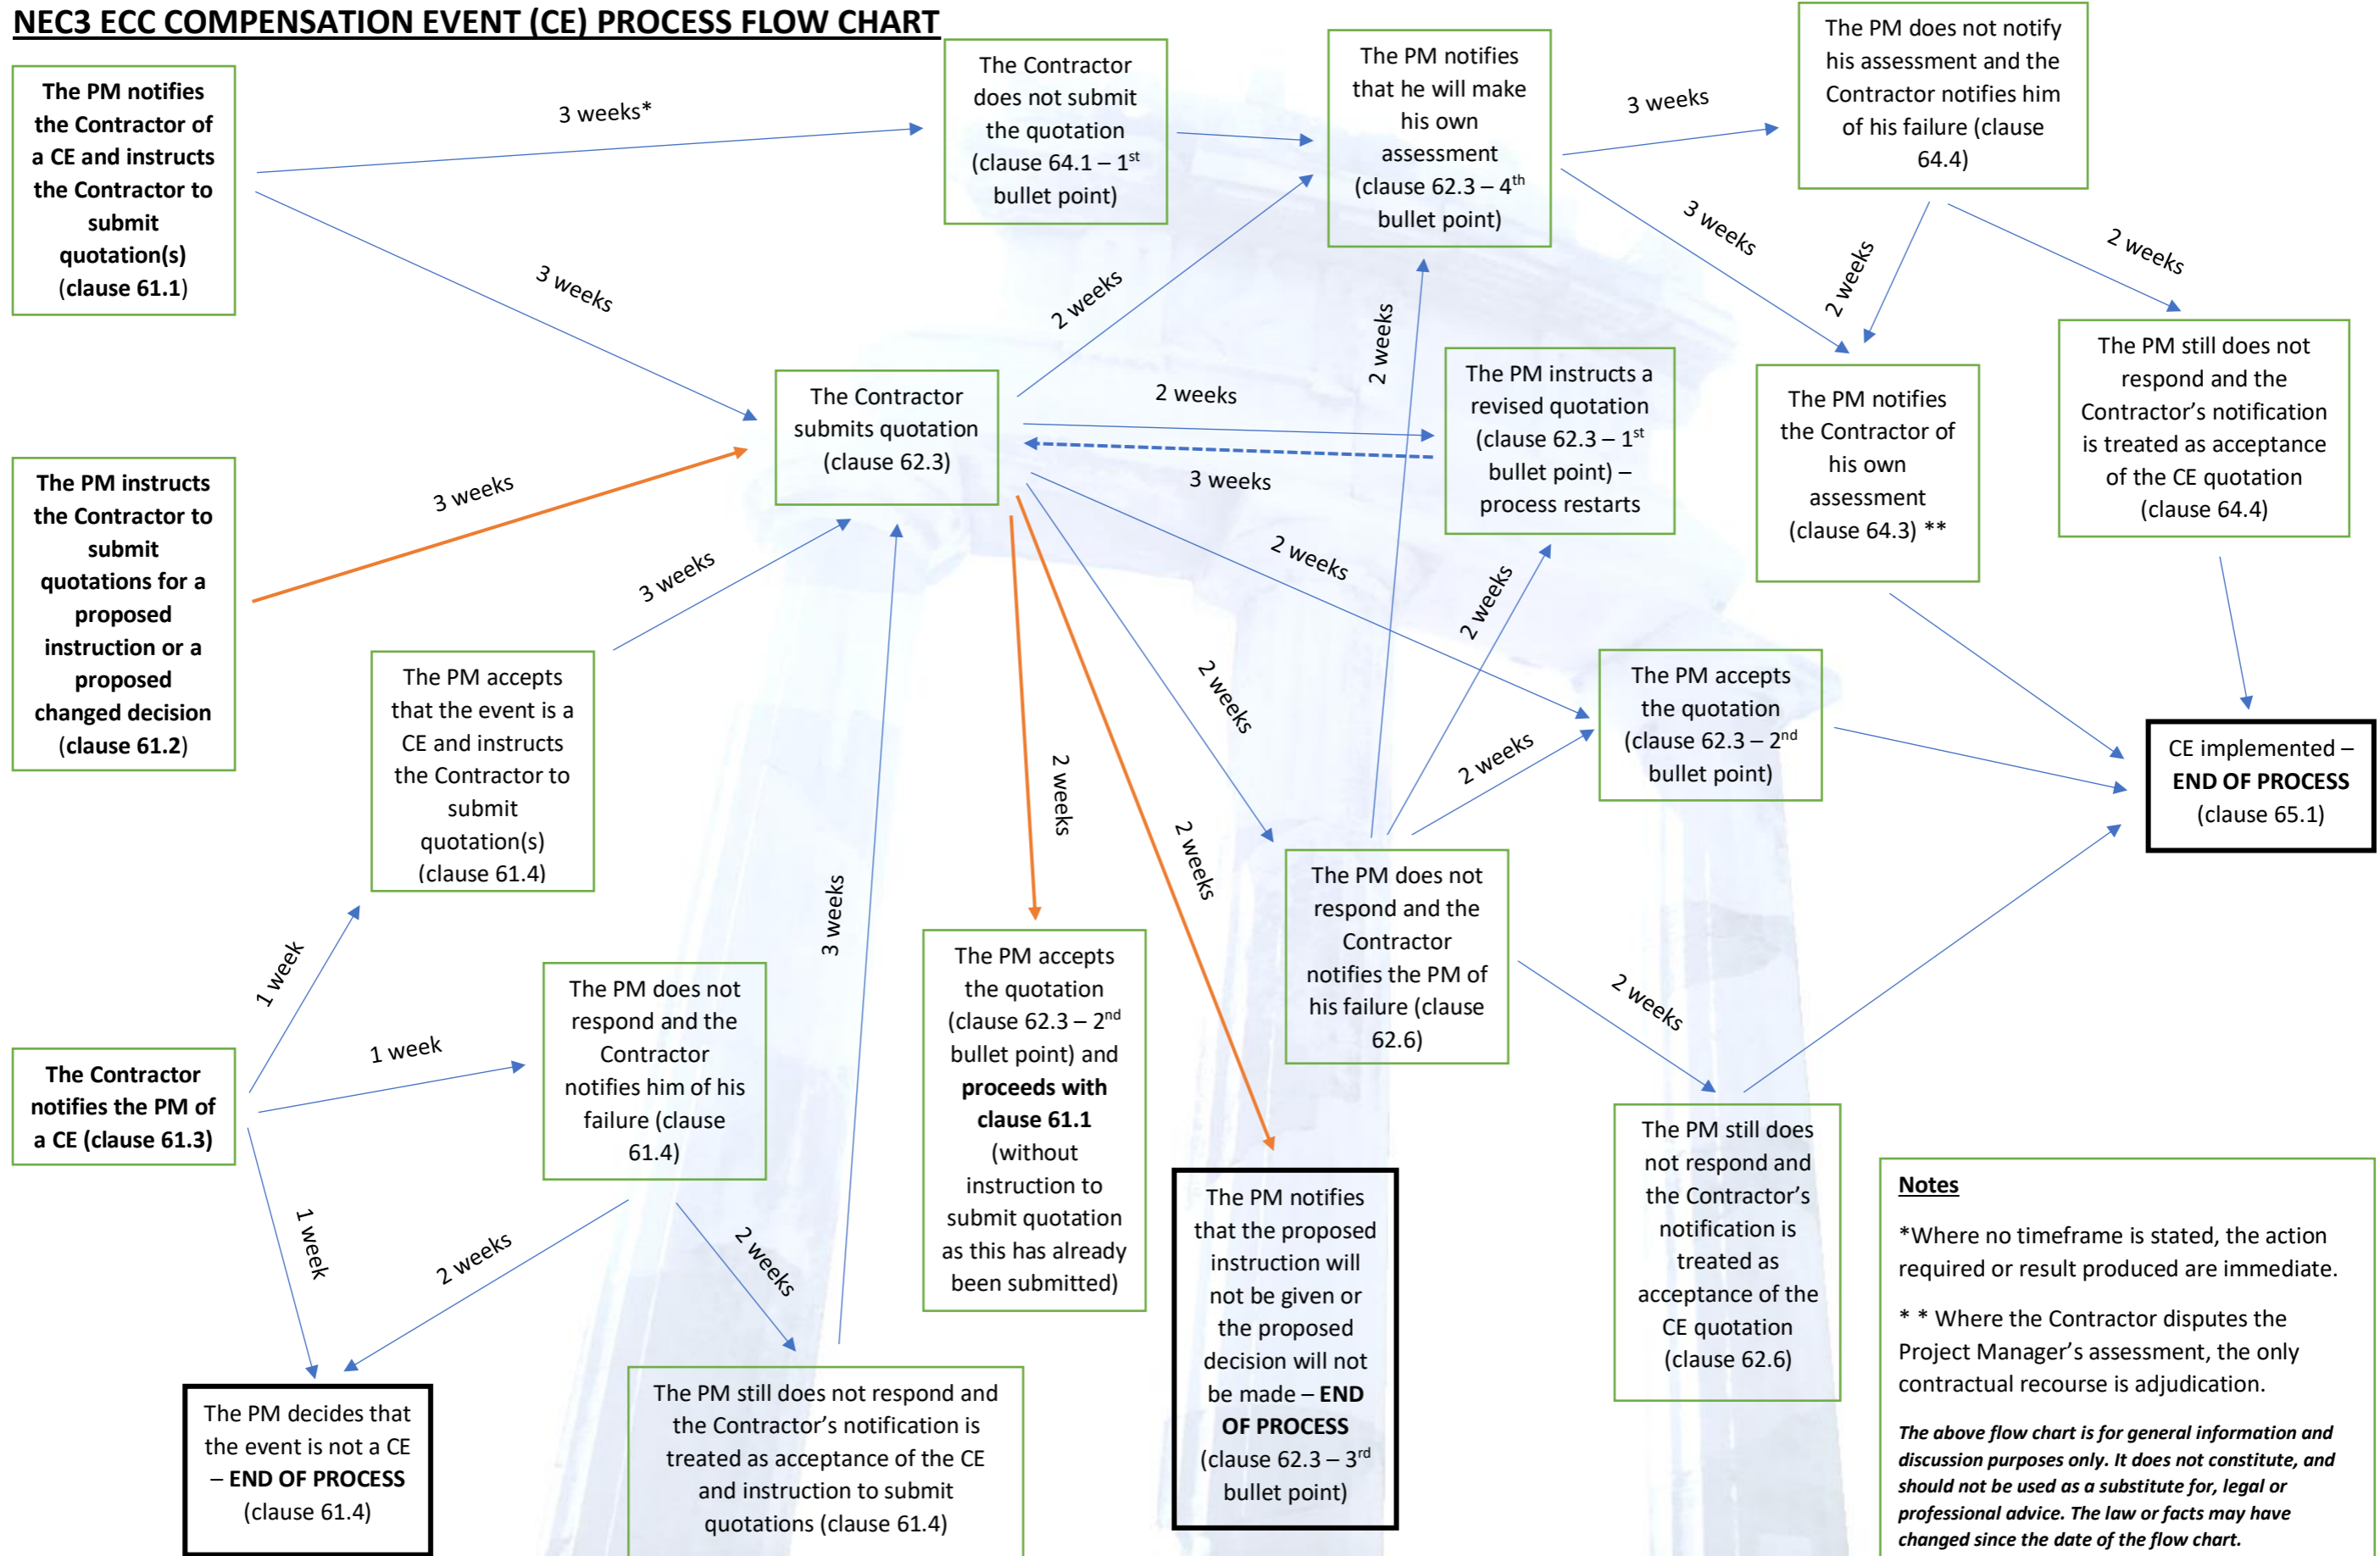 NEC3 ECC COMPENSATION EVENT (CE) PROCESS FLOW CHART
The PM notifies
the Contractor of
a CE and instructs
the Contractor to
submit
quotation(s)
(clause 61.1)
3 weeks*
3 weeks
The Contractor
does not submit
the quotation
(clause 64.1 – 1st
bullet point)
The PM notifies
that he will make
his own
assessment
(clause 62.3 – 4th
bullet point)
3 weeks
3 weeks
The PM does not notify
his assessment and the
Contractor notifies him
of his failure (clause
64.4)
2 weeks
2 weeks
The PM instructs
the Contractor to
submit
quotations for a
proposed
instruction or a
proposed
changed decision
(clause 61.2)
3 weeks
The Contractor
submits quotation
(clause 62.3)
2 weeks
2 weeks
3 weeks
2 weeks
2 weeks
2 weeks
2 weeks
The PM instructs a
revised quotation
(clause 62.3 – 1st
bullet point) –
process restarts
2 weeks
2 weeks
2 weeks
The PM notifies
the Contractor of
his own
assessment
(clause 64.3) **
The PM still does not
respond and the
Contractor’s notification
is treated as acceptance
of the CE quotation
(clause 64.4)
The PM accepts
that the event is a
CE and instructs
the Contractor to
submit
quotation(s)
(clause 61.4)
3 weeks
The PM accepts
the quotation
(clause 62.3 – 2nd
bullet point)
CE implemented –
END OF PROCESS
(clause 65.1)
The Contractor
notifies the PM of
a CE (clause 61.3)
1 week
1 week
1 week
The PM does not
respond and the
Contractor
notifies him of his
failure (clause
61.4)
2 weeks
2 weeks
3 weeks
The PM accepts
the quotation
(clause 62.3 – 2nd
bullet point) and
proceeds with
clause 61.1
(without
instruction to
submit quotation
as this has already
been submitted)
The PM does not
respond and the
Contractor
notifies the PM of
his failure (clause
62.6)
2 weeks
The PM decides that
the event is not a CE
– END OF PROCESS
(clause 61.4)
The PM still does not respond and
the Contractor’s notification is
treated as acceptance of the CE
and instruction to submit
quotations (clause 61.4)
The PM notifies
that the proposed
instruction will
not be given or
the proposed
decision will not
be made – END
OF PROCESS
(clause 62.3 – 3rd
bullet point)
The PM still does
not respond and
the Contractor’s
notification is
treated as
acceptance of the
CE quotation
(clause 62.6)
Notes
*Where no timeframe is stated, the action
required or result produced are immediate.
* * Where the Contractor disputes the
Project Manager’s assessment, the only
contractual recourse is adjudication.
The above flow chart is for general information and
discussion purposes only. It does not constitute, and
should not be used as a substitute for, legal or
professional advice. The law or facts may have
changed since the date of the flow chart.